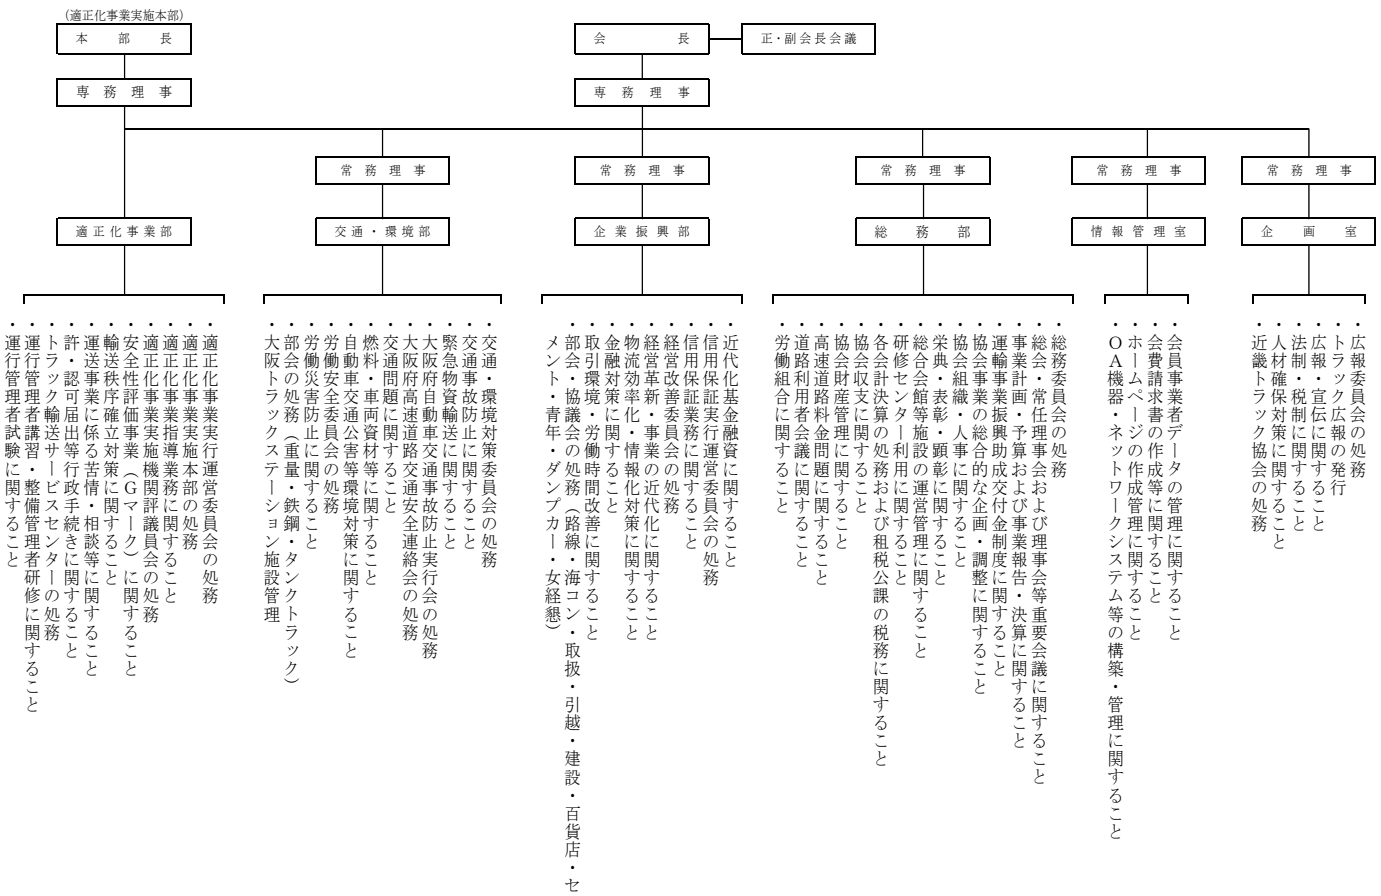 (適正化事業実施本部)
本部長
会長
正・副会長会議
専務理事
専務理事
常務理事
常務理事
常務理事
常務理事
常務理事
適正化事業部
交通・環境部
企業振興部
総務部
情報管理室
企画室
・広報委員会の処務
・トラック広報の発行
・広報・宣伝に関すること
・法制・税制に関すること
・人材確保対策に関すること
・近畿トラック協会の処務
・会員事業者データの管理に関すること
・会費請求書の作成等に関すること
・ホームページの作成管理に関すること
・OA機器・ネットワークシステム等の構築・管理に関すること
・総務委員会の処務
・総会・常任理事会および理事会等重要会議に関すること
・事業計画・予算および事業報告・決算に関すること
・運輸事業振興助成交付金制度に関すること
・協会事業の総合的な企画・調整に関すること
・協会組織・人事に関すること
・栄典・表彰・顕彰に関すること
・総合会館等施設の運営管理に関すること
・研修センター利用に関すること
・各会計決算の処務および租税公課の税務に関すること
・協会収支に関すること
・協会財産管理に関すること
・高速道路料金問題に関すること
・道路利用者会議に関すること
・労働組合に関すること
・近代化基金融資に関すること
・信用保証実行運営委員会の処務
・信用保証業務に関すること
・経営改善委員会の処務
・経営革新・事業の近代化に関すること
・物流効率化・情報化対策に関すること
・金融対策に関すること
・取引環境・労働時間改善に関すること
・部会・協議会の処務（路線・海コン・取扱・引越・建設・百貨店・セ
メント・青年・ダンプカー・女経懇）
・交通・環境対策委員会の処務
・交通事故防止に関すること
・緊急物資輸送に関すること
・大阪府自動車交通事故防止実行会の処務
・大阪府高速道路交通安全連絡会の処務
・交通問題に関すること
・燃料・車両資材等に関すること
・自動車交通公害等環境対策に関すること
・労働安全委員会の処務
・労働災害防止に関すること
・部会の処務（重量・鉄鋼・タンクトラック）
・大阪トラックステーション施設管理
・適正化事業実行運営委員会の処務
・適正化事業実施本部の処務
・適正化事業指導業務に関すること
・適正化事業実施機関評議員会の処務
・安全性評価事業（Gマーク）に関すること
・輸送秩序確立対策に関すること
・運送事業に係る苦情・相談等に関すること
・許・認可届出等行政手続きに関すること
・トラック輸送サービスセンターの処務
・運行管理者講習・整備管理者研修に関すること
・運行管理者試験に関すること